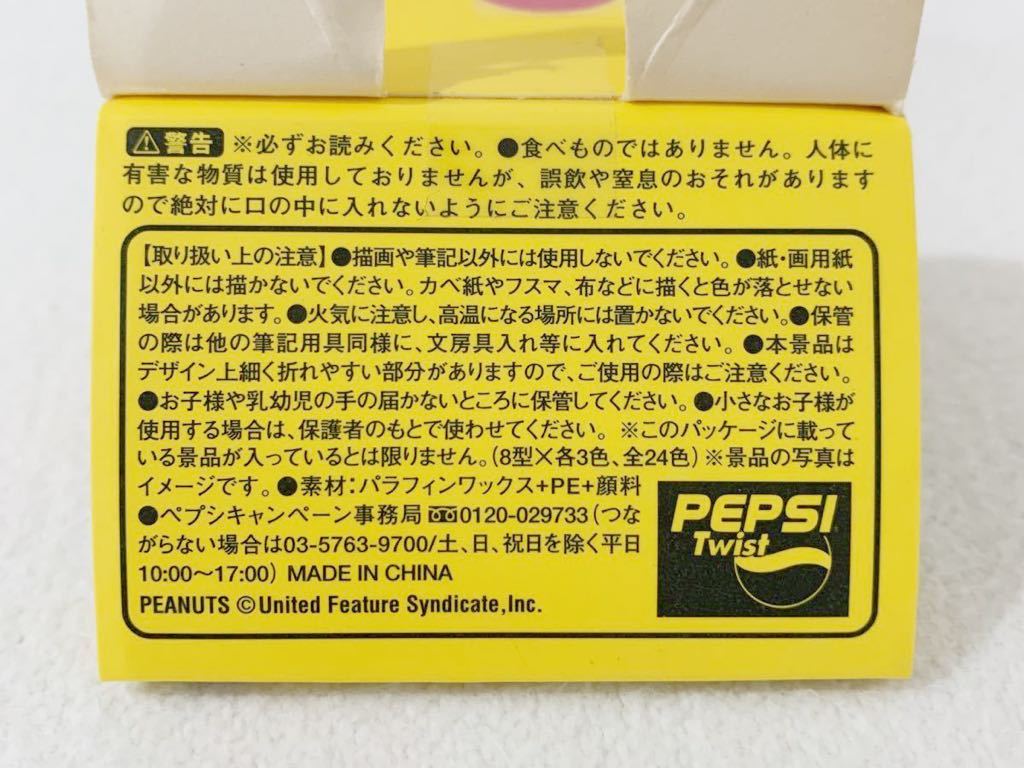 ⚠警告 ※必ずお読みください。●食べものではありません。人体に
有害な物質は使用しておりませんが、誤飲や窒息のおそれがあります
ので絶対に口の中に入れないようにご注意ください。
【取り扱い上の注意】●描画や筆記以外には使用しないでください。●紙・画用紙
以外には描かないでください。カベ紙やフスマ、布などに描くと色が落とせない
場合があります。●火気に注意し、高温になる場所には置かないでください。●保管
の際は他の筆記用具同様に、文房具入れ等に入れてください。●本景品は
デザイン上細く折れやすい部分がありますので、ご使用の際はご注意ください。
●お子様や乳幼児の手の届かないところに保管してください。●小さなお子様が
使用する場合は、保護者のもとで使わせてください。※このパッケージに載って
いる景品が入っているとは限りません。(8型×各3色、全24色)※景品の写真は
イメージです。●素材:パラフィンワックス+PE+顔料
●ペプシキャンペーン事務局 0120-029733(つな
がらない場合は03-5763-9700/土、日、祝日を除く平日
10:00～17:00) MADE IN CHINA
PEANUTS ©United Feature Syndicate,Inc.
PEPSI
Twist